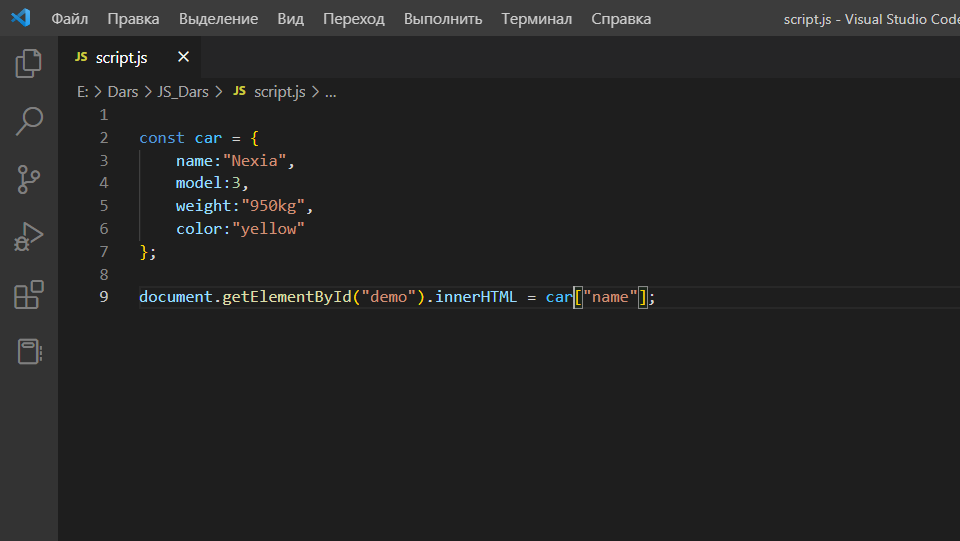 Файл Правка Выделение Вид Переход Выполнить Терминал Справка script.js - Visual Studio Code
JS script.js ×
E: > Dars > JS_Dars > JS script.js > ...
1
2 const car = {
3 name:"Nexia",
4 model:3,
5 weight:"950kg",
6 color:"yellow"
7 };
8
9 document.getElementById("demo").innerHTML = car["name"];